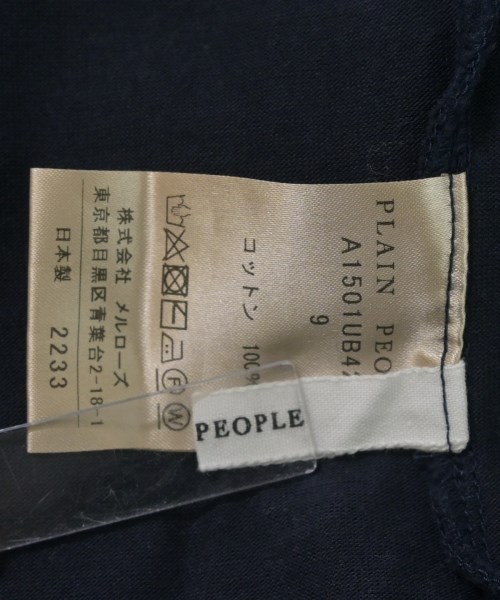 PLAIN
A1501UB4
9
コットン 100%
株式会社 メルローズ
東京都目黒区青葉台2-18-1
日本製 2233
PEOPLE